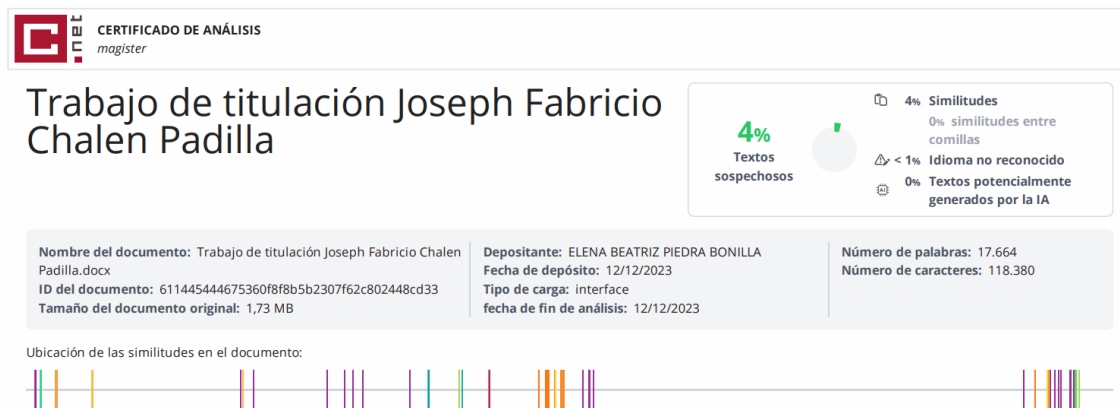 C
.net
CERTIFICADO DE ANÁLISIS
magister
Trabajo de titulación Joseph Fabricio
Chalen Padilla
4%
Textos
sospechosos
4% Similitudes
0% similitudes entre
comillas
< 1% Idioma no reconocido
AI
0% Textos potencialmente
generados por la IA
Nombre del documento: Trabajo de titulación Joseph Fabricio Chalen
Padilla.docx
ID del documento: 611445444675360f8f8b5b2307f62c802448cd33
Tamaño del documento original: 1,73 MB
Depositante: ELENA BEATRIZ PIEDRA BONILLA
Fecha de depósito: 12/12/2023
Tipo de carga: interface
fecha de fin de análisis: 12/12/2023
Número de palabras: 17.664
Número de caracteres: 118.380
Ubicación de las similitudes en el documento: